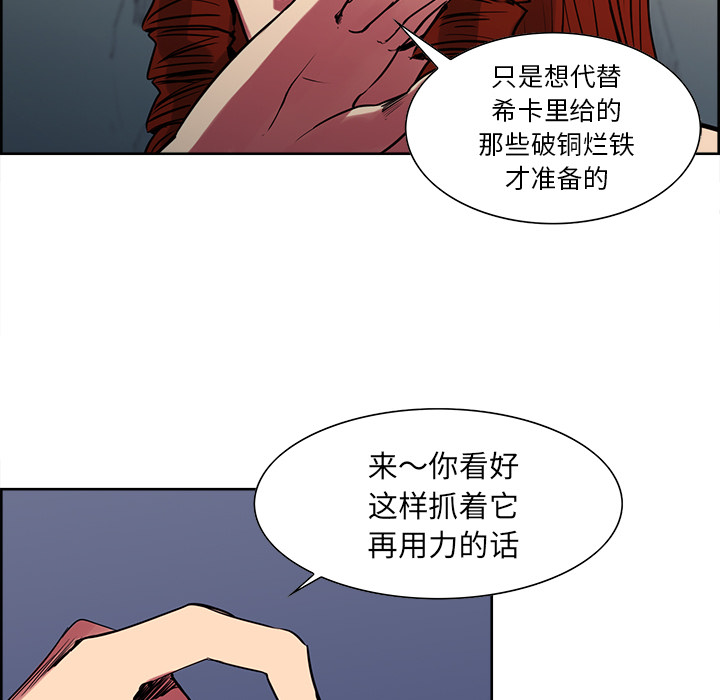 只是想代替
希卡里给的
那些破铜烂铁
才准备的
来～你看好
这样抓着它
再用力的话